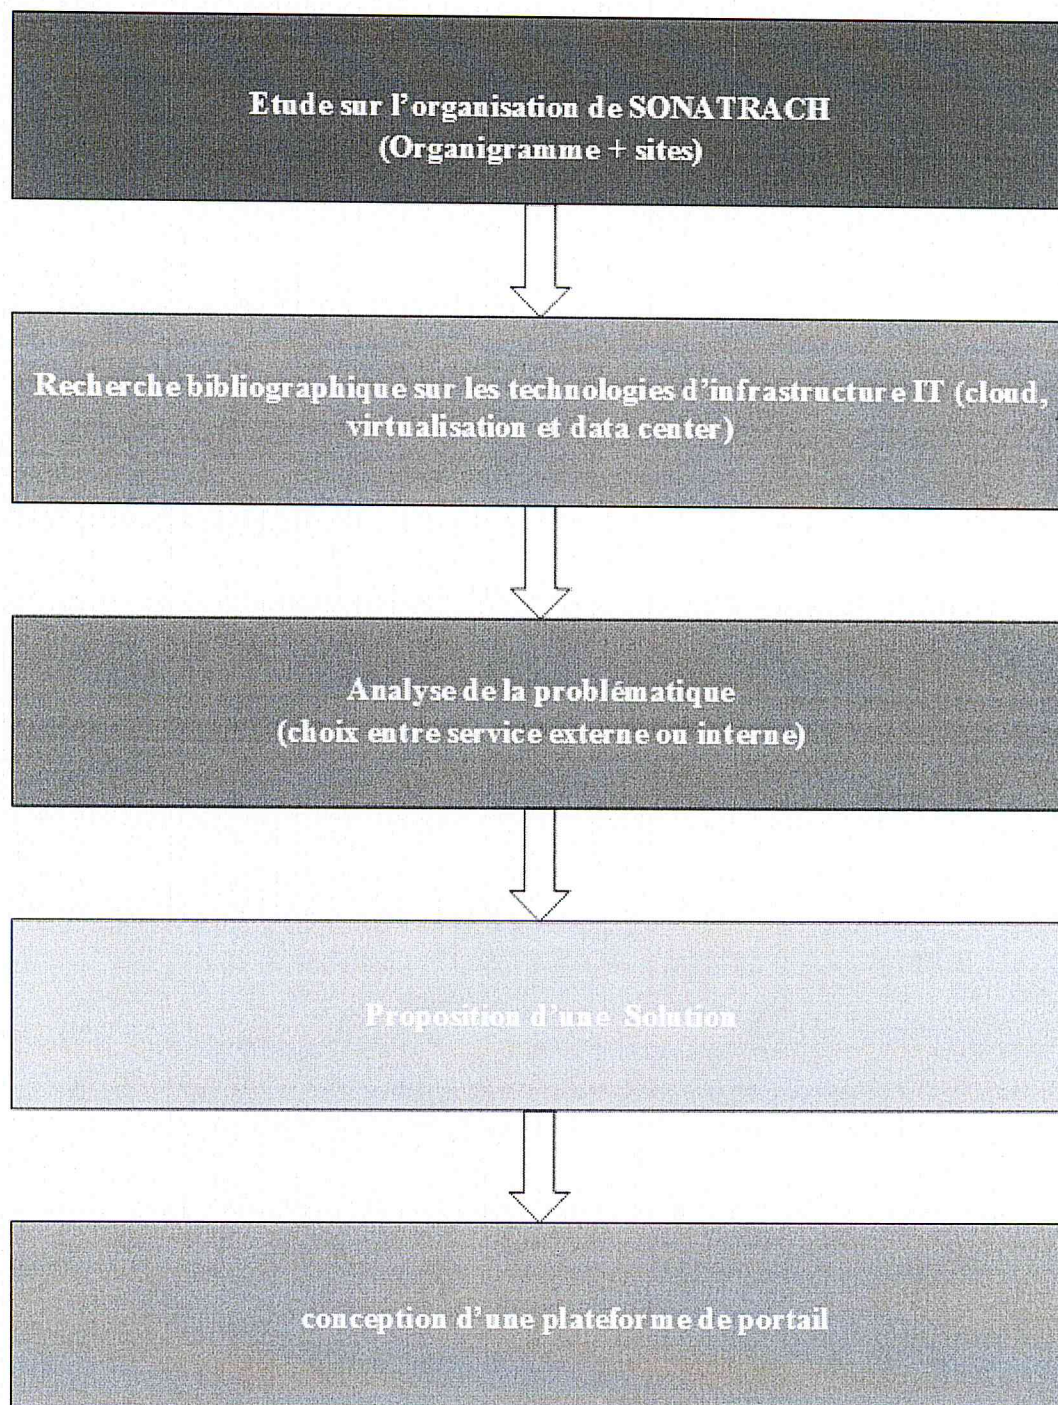 Etude sur l'organisation de SONATRACH
(Organigramme + sites)
Recherche bibliographique sur les technologies d'infrastructure IT (cloud,
virtualisation et data center)
Analyse de la problématique
(choix entre service externe ou interne)
Proposition d'une Solution
conception d'une plateforme de portail